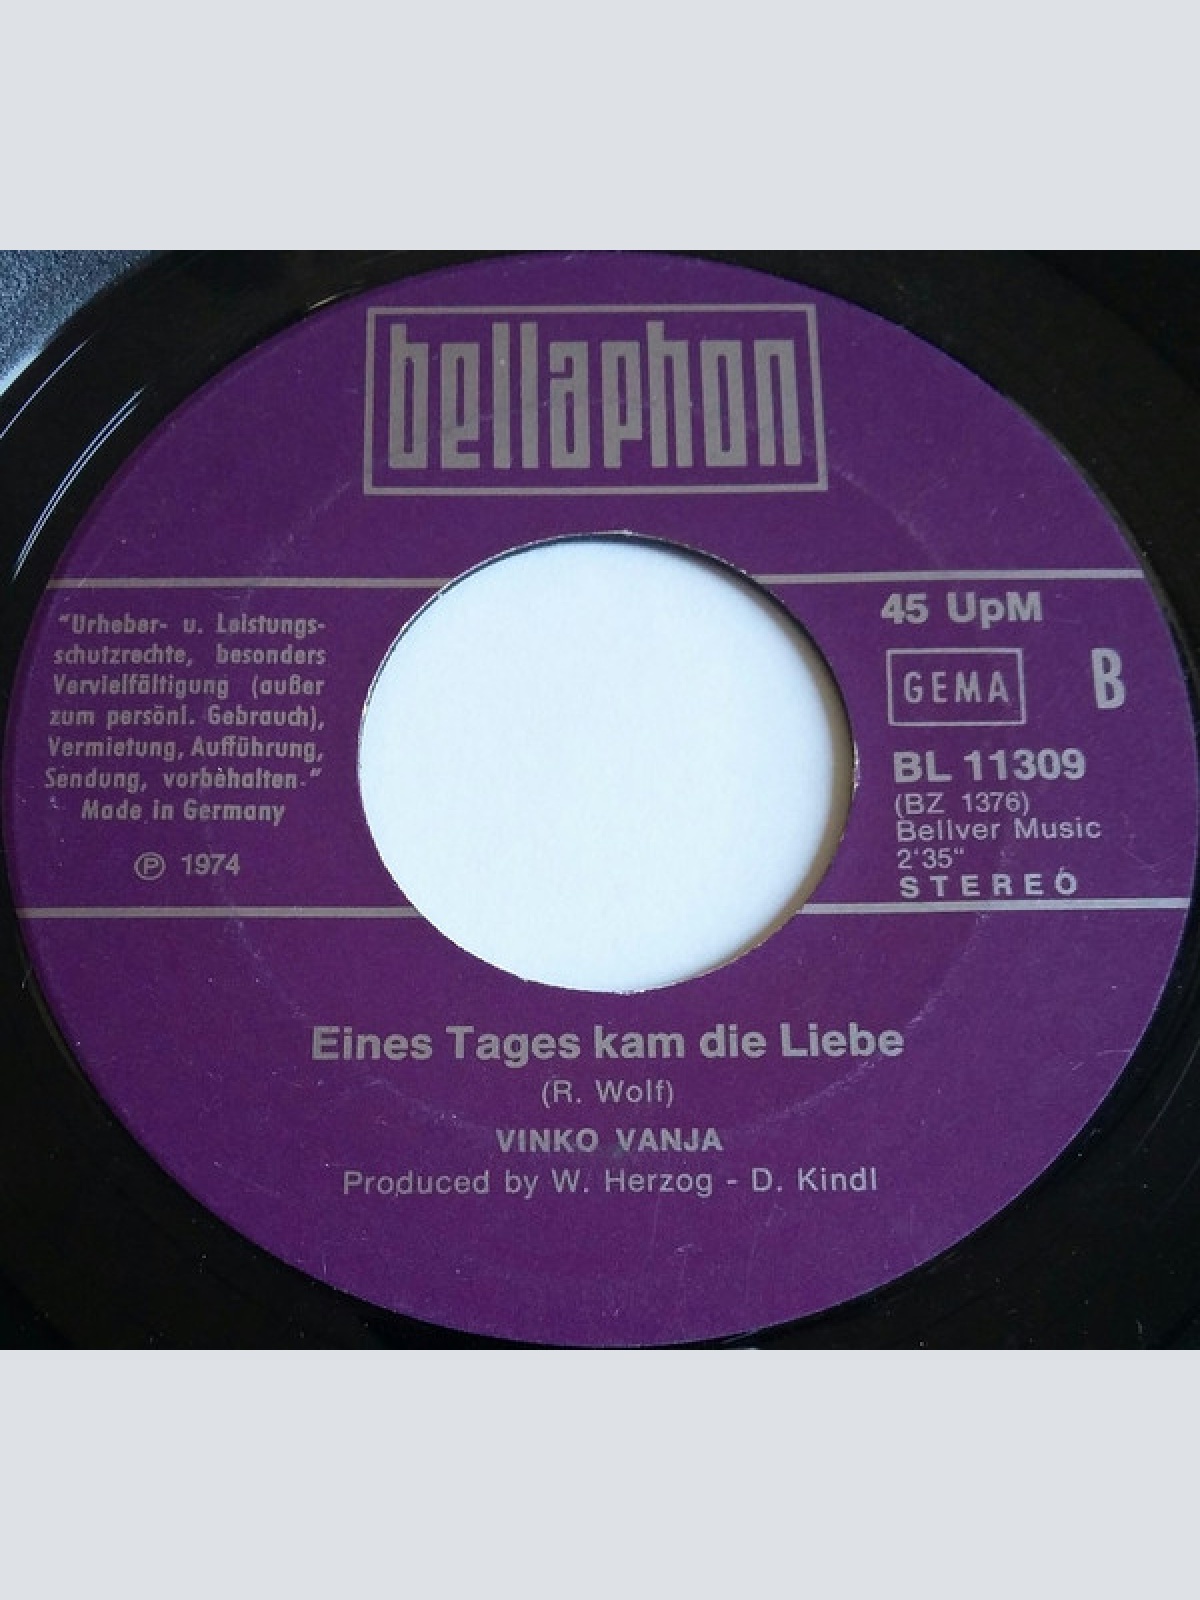 bellaphon
"Urheber- u. Leistungs-
schutzrechte, besonders
Vervielfältigung (außer
zum persönl. Gebrauch),
Vermietung, Aufführung,
Sendung, vorbehalten."
Made in Germany
Ⓟ 1974
45 UpM
GEMA
B
BL 11309
(BZ 1376)
Bellver Music
2'35"
STEREO
Eines Tages kam die Liebe
(R. Wolf)
VINKO VANJA
Produced by W. Herzog - D. Kindl